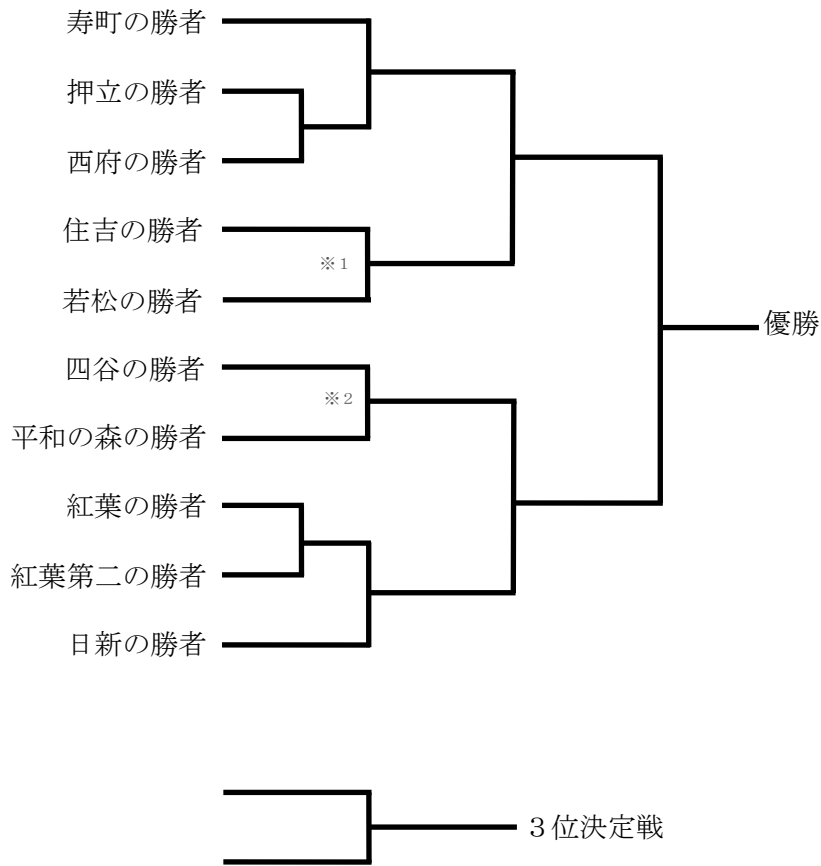 寿町の勝者
押立の勝者
西府の勝者
住吉の勝者
※1
若松の勝者
優勝
四谷の勝者
※2
平和の森の勝者
紅葉の勝者
紅葉第二の勝者
日新の勝者
３位決定戦